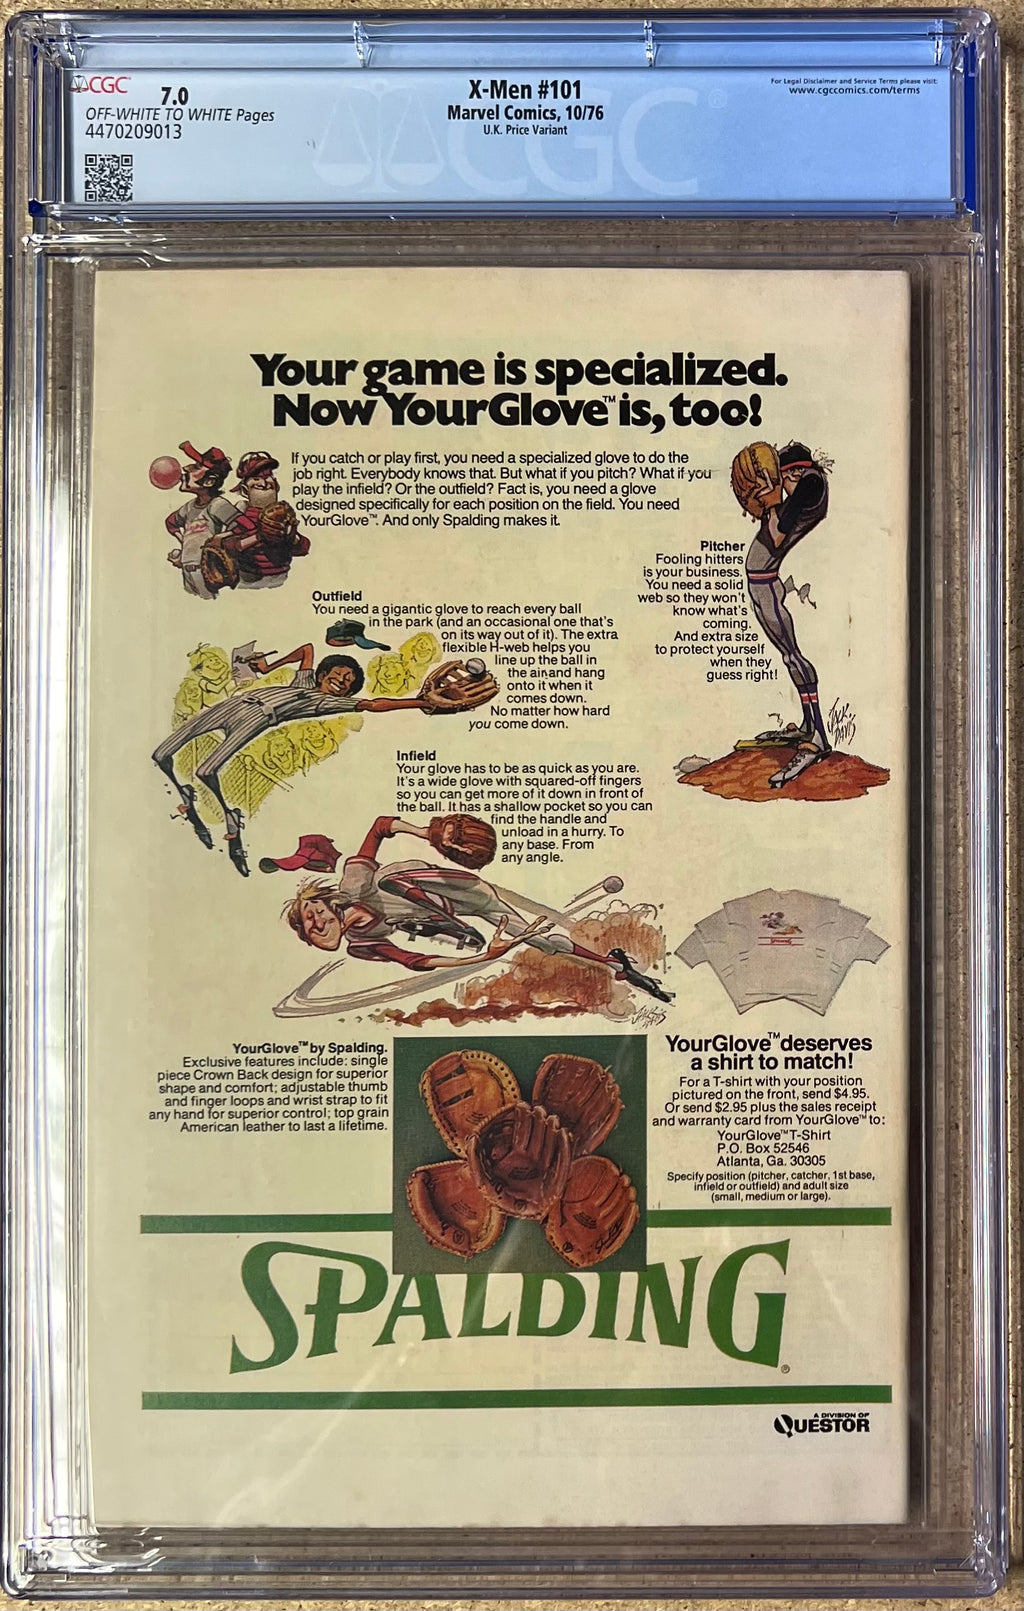 CGC
7.0
OFF-WHITE TO WHITE Pages
4470209013
X-Men #101
Marvel Comics, 10/76
U.K. Price Variant
For Legal Disclaimer and Service Terms please visit:
www.cgccomics.com/terms
CGC
Your game is specialized.
Now YourGlove™ is, too!
If you catch or play first, you need a specialized glove to do the
job right. Everybody knows that. But what if you pitch? What if you
play the infield? Or the outfield? Fact is, you need a glove
designed specifically for each position on the field. You need
YourGlove™. And only Spalding makes it.
Pitcher
Fooling hitters
is your business.
You need a solid
web so they won't
know what's
coming.
And extra size
to protect yourself
when they
guess right!
JACK DAVIS
Outfield
You need a gigantic glove to reach every ball
in the park (and an occasional one that's
on its way out of it). The extra
flexible H-web helps you
line up the ball in
the air and hang
onto it when it
comes down.
No matter how hard
you come down.
Infield
Your glove has to be as quick as you are.
It's a wide glove with squared-off fingers
so you can get more of it down in front of
the ball. It has a shallow pocket so you can
find the handle and
unload in a hurry. To
any base. From
any angle.
SPALDING
JACK DAVIS
YourGlove™ by Spalding.
Exclusive features include: single
piece Crown Back design for superior
shape and comfort; adjustable thumb
and finger loops and wrist strap to fit
any hand for superior control; top grain
American leather to last a lifetime.
YourGlove™ deserves
a shirt to match!
For a T-shirt with your position
pictured on the front, send $4.95.
Or send $2.95 plus the sales receipt
and warranty card from YourGlove™ to:
YourGlove™ T-Shirt
P.O. Box 52546
Atlanta, Ga. 30305
Specify position (pitcher, catcher, 1st base,
infield or outfield) and adult size
(small, medium or large).
SPALDING®
A DIVISION OF
QUESTOR